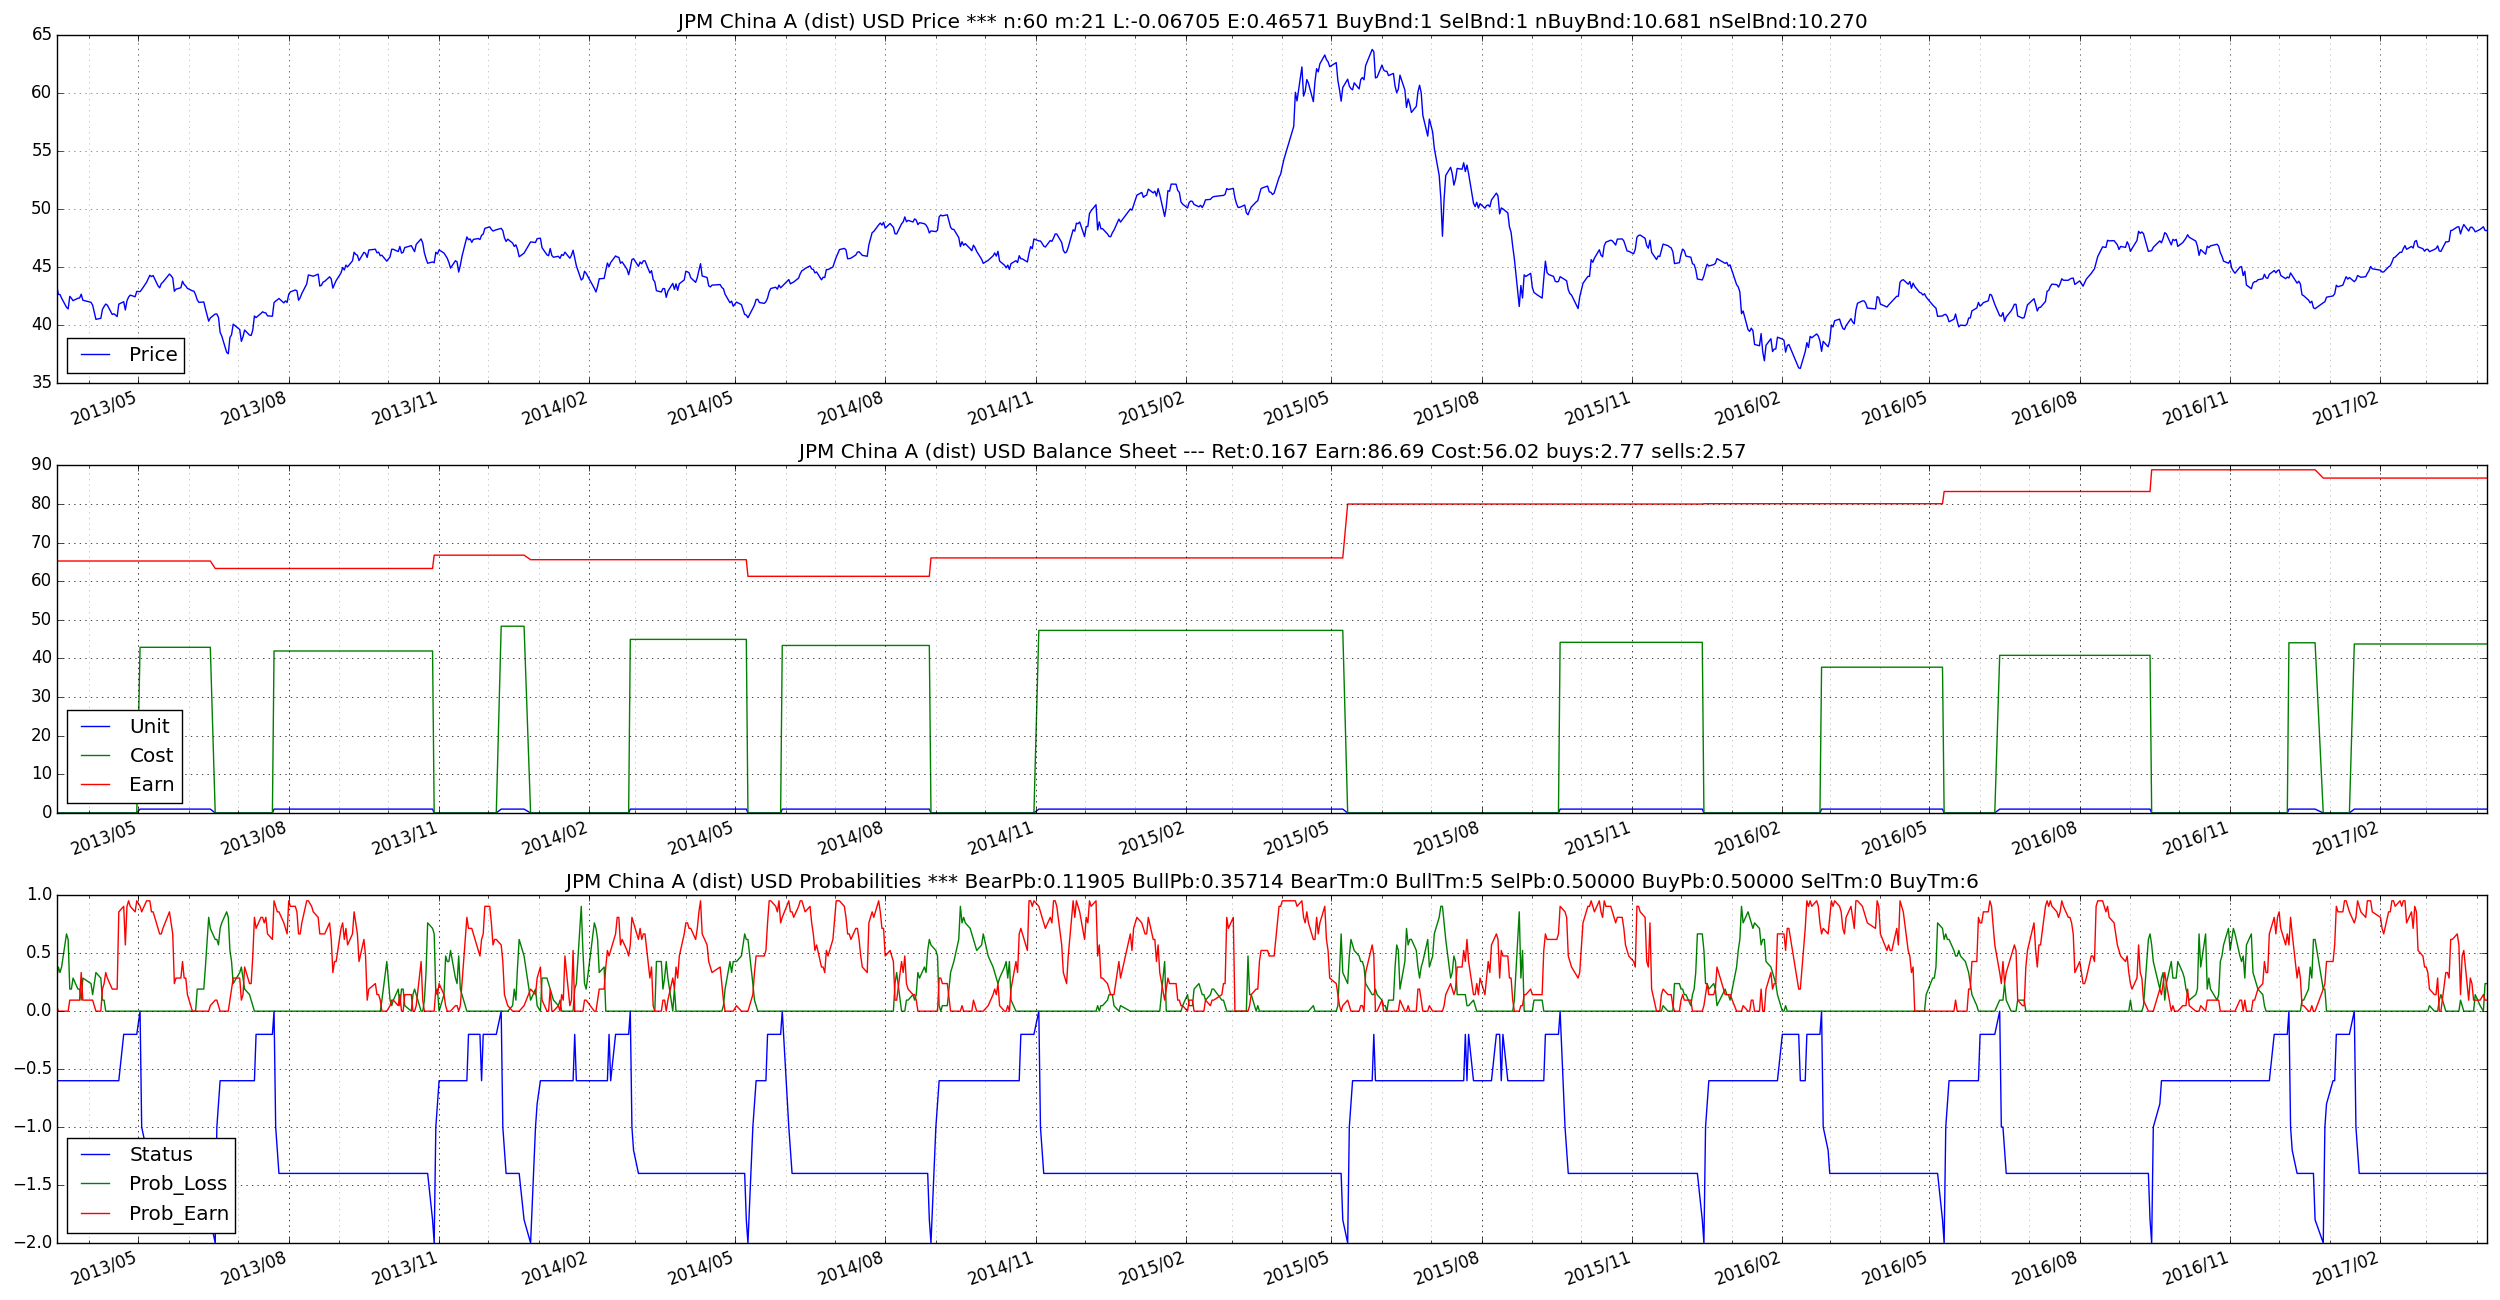 JPM China A (dist) USD Price *** n:60 m:21 L:-0.06705 E:0.46571 BuyBnd:1 SelBnd:1 nBuyBnd:10.681 nSelBnd:10.270
65
60
55
50
45
40
35
Price
2013/05 2013/08 2013/11 2014/02 2014/05 2014/08 2014/11 2015/02 2015/05 2015/08 2015/11 2016/02 2016/05 2016/08 2016/11 2017/02
JPM China A (dist) USD Balance Sheet --- Ret:0.167 Earn:86.69 Cost:56.02 buys:2.77 sells:2.57
90
80
70
60
50
40
30
20
10
0
Unit
Cost
Earn
2013/05 2013/08 2013/11 2014/02 2014/05 2014/08 2014/11 2015/02 2015/05 2015/08 2015/11 2016/02 2016/05 2016/08 2016/11 2017/02
JPM China A (dist) USD Probabilities *** BearPb:0.11905 BullPb:0.35714 BearTm:0 BullTm:5 SelPb:0.50000 BuyPb:0.50000 SelTm:0 BuyTm:6
1.0
0.5
0.0
−0.5
−1.0
−1.5
−2.0
Status
Prob_Loss
Prob_Earn
2013/05 2013/08 2013/11 2014/02 2014/05 2014/08 2014/11 2015/02 2015/05 2015/08 2015/11 2016/02 2016/05 2016/08 2016/11 2017/02